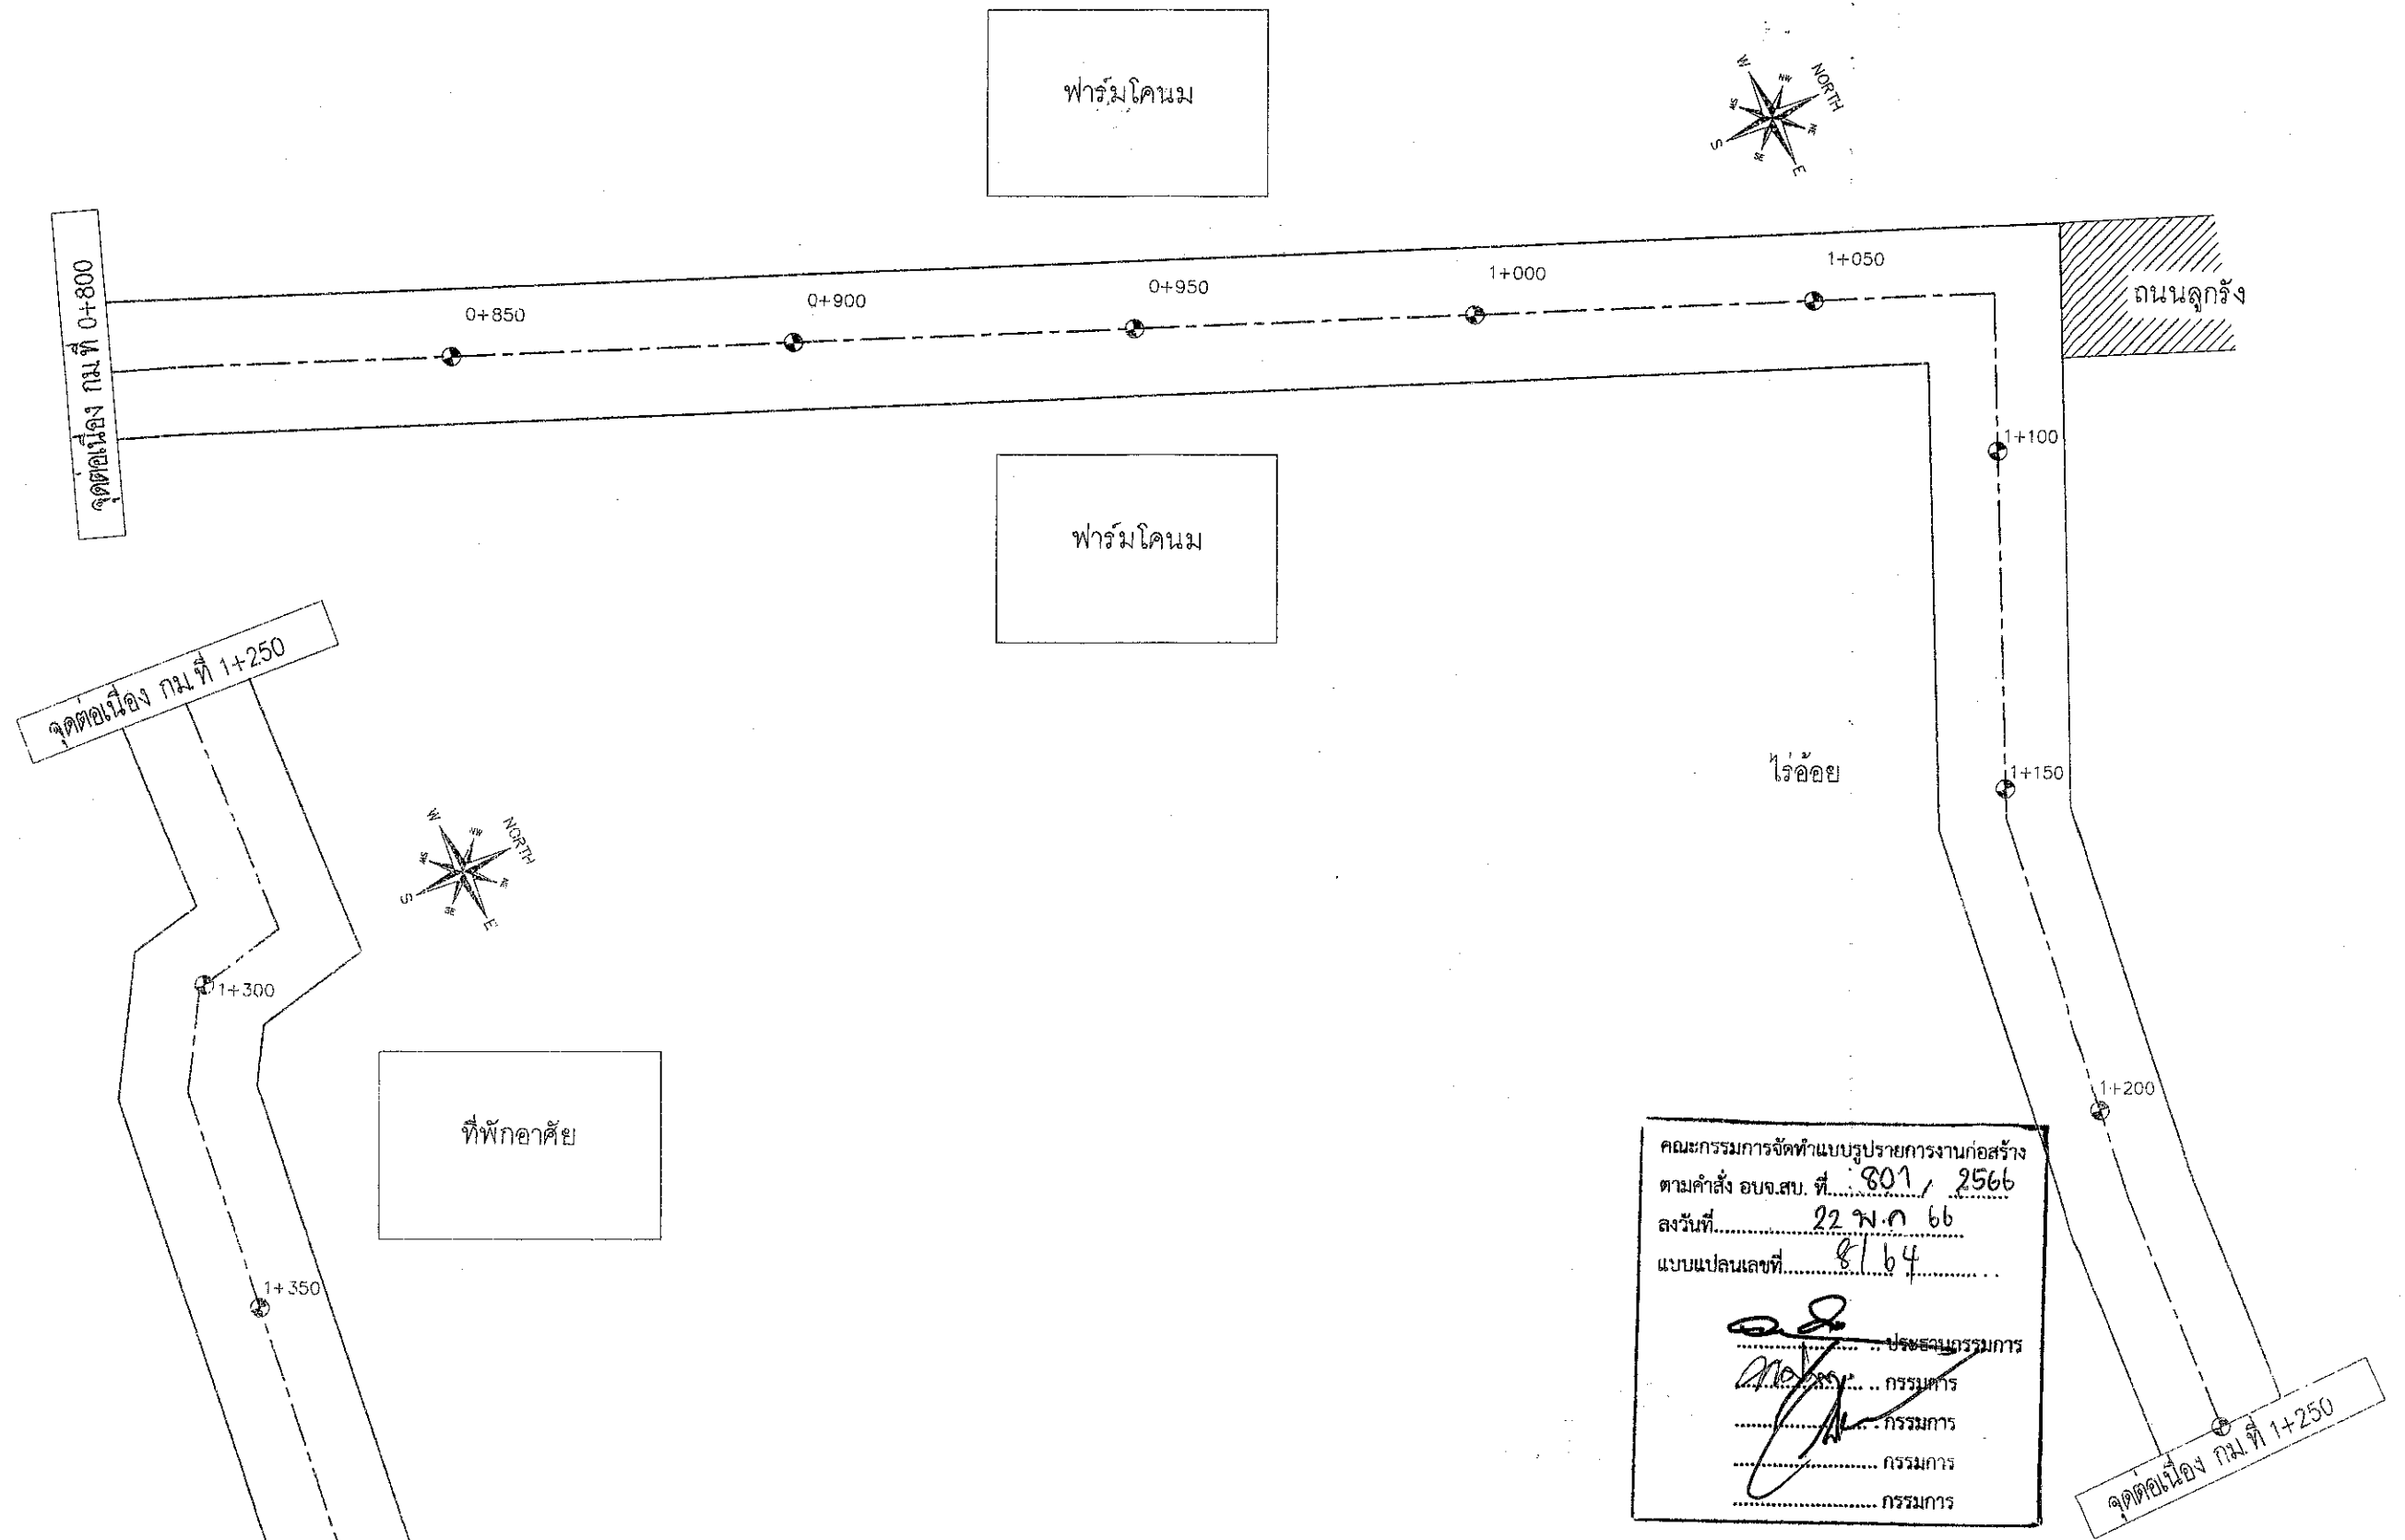 ฟาร์มโคนม
W
NW
NORTH
SW
NE
S
SE
E
จุดต่อเนื่อง กม.ที่ 0+800
0+850
0+900
0+950
1+000
1+050
ถนนลูกรัง
1+100
ฟาร์มโคนม
จุดต่อเนื่อง กม.ที่ 1+250
ไร่อ้อย
1+150
W
NW
NORTH
SW
NE
S
SE
E
1+300
ที่พักอาศัย
1+200
1+350
คณะกรรมการจัดทำแบบรูปรายการงานก่อสร้าง
ตามคำสั่ง อบจ.สบ. ที่ 801 / 2566
ลงวันที่ 22 พ.ค 66
แบบแปลนเลขที่ 8/64
ประธานกรรมการ
กรรมการ
กรรมการ
กรรมการ
กรรมการ
จุดต่อเนื่อง กม.ที่ 1+250